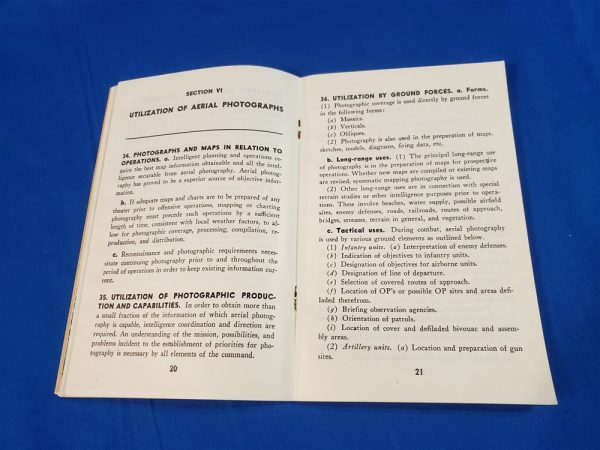 SECTION VI
UTILIZATION OF AERIAL PHOTOGRAPHS
34. PHOTOGRAPHS AND MAPS IN RELATION TO
OPERATIONS. a. Intelligent planning and operations re-
quire the best map information obtainable and all the intel-
ligence securable from aerial photography. Aerial photog-
raphy has proved to be a superior source of objective infor-
mation.
b. If adequate maps and charts are to be prepared of any
theater prior to offensive operations, mapping or charting
photography must precede such operations by a sufficient
length of time, consistent with local weather factors, to al-
low for photographic coverage, processing, compilation, re-
production, and distribution.
c. Reconnaissance and photographic requirements neces-
sitate continuing photography prior to and throughout the
period of operations in order to keep existing information cur-
rent.
35. UTILIZATION OF PHOTOGRAPHIC PRODUC-
TION AND CAPABILITIES. In order to obtain more than
a small fraction of the information of which aerial photog-
raphy is capable, intelligence coordination and direction are
required. An understanding of the mission, possibilities, and
problems incident to the establishment of priorities for pho-
tography is necessary by all elements of the command.
20
36. UTILIZATION BY GROUND FORCES. a. Forms.
(1) Photographic coverage is used directly by ground forces
in the following forms:
(a) Mosaics.
(b) Verticals.
(c) Obliques.
(2) Photography is also used in the preparation of maps,
sketches, models, diagrams, firing data, etc.
b. Long-range uses. (1) The principal long-range use
of photography is in the preparation of maps for prospective
operations. Whether new maps are compiled or existing maps
are revised, systematic mapping photography is used.
(2) Other long-range uses are in connection with special
terrain studies or other intelligence purposes prior to opera-
tions. These involve beaches, water supply, possible airfield
sites, enemy defenses, roads, railroads, routes of approach,
bridges, streams, terrain in general, and vegetation.
c. Tactical uses. During combat, aerial photography
is used by various ground elements as outlined below.
(1) Infantry units. (a) Interpretation of enemy defenses.
(b) Indication of objectives to infantry units.
(c) Designation of objectives for airborne units.
(d) Designation of line of departure.
(e) Selection of covered routes of approach.
(f) Location of OP's or possible OP sites and areas defi-
laded therefrom.
(g) Briefing observation agencies.
(h) Orientation of patrols.
(i) Location of cover and defiladed bivouac and assem-
bly areas.
(2) Artillery units. (a) Location and preparation of gun
sites.
21